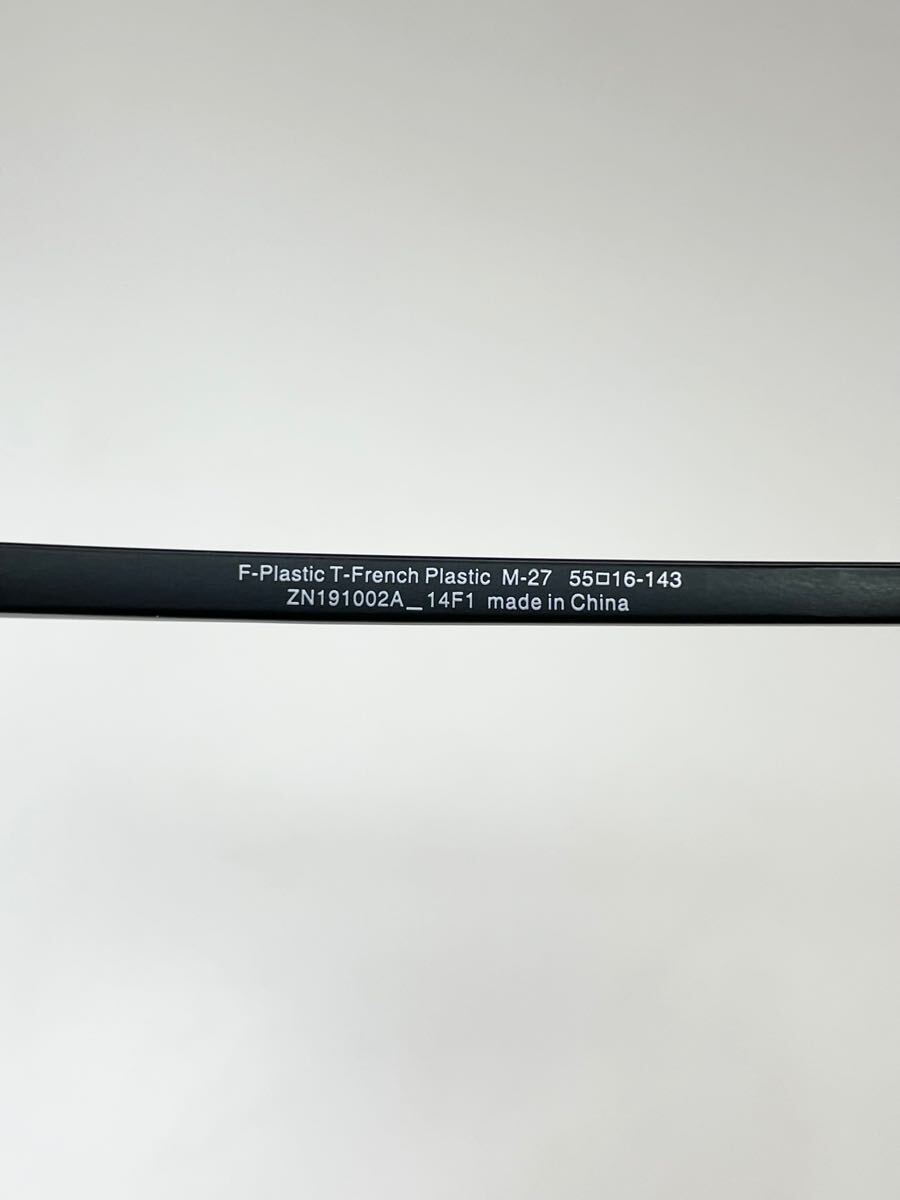 F-Plastic T-French Plastic M-27 55□16-143
ZN191002A_14F1 made in China